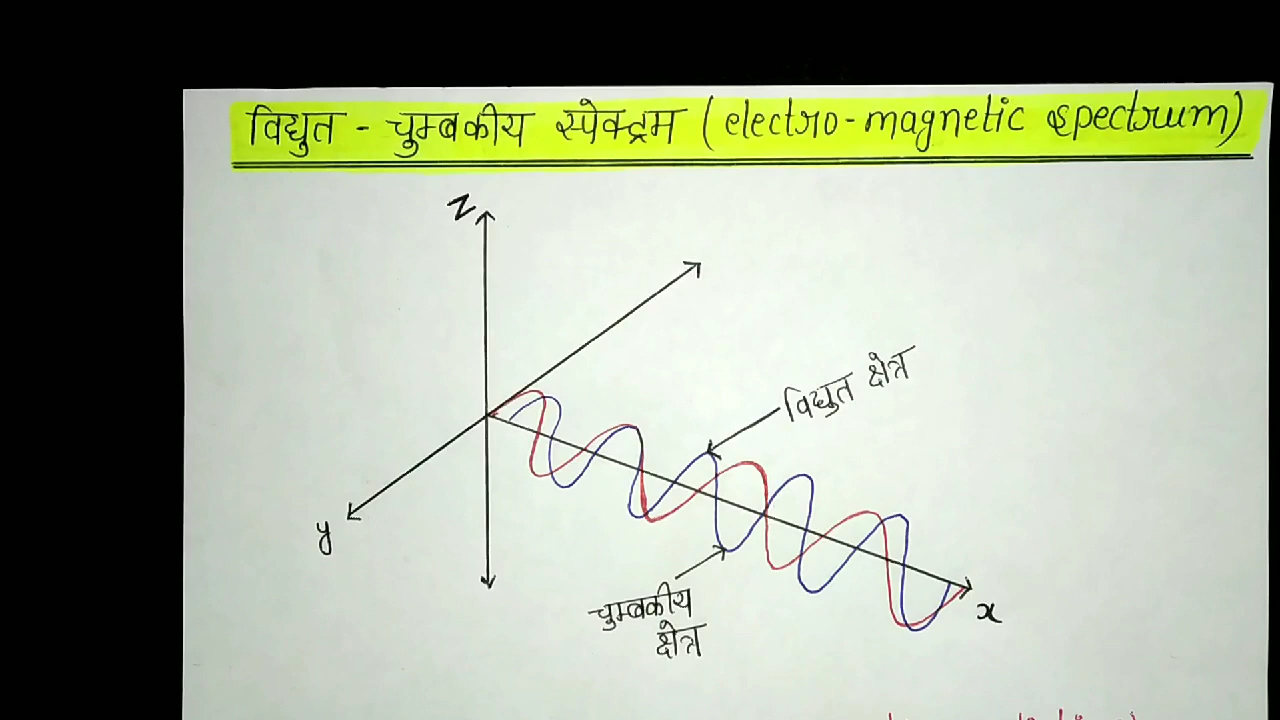 विद्युत - चुम्बकीय स्पेक्ट्रम (electro-magnetic spectrum)
z
विद्युत क्षेत्र
y
चुम्बकीय
क्षेत्र
x